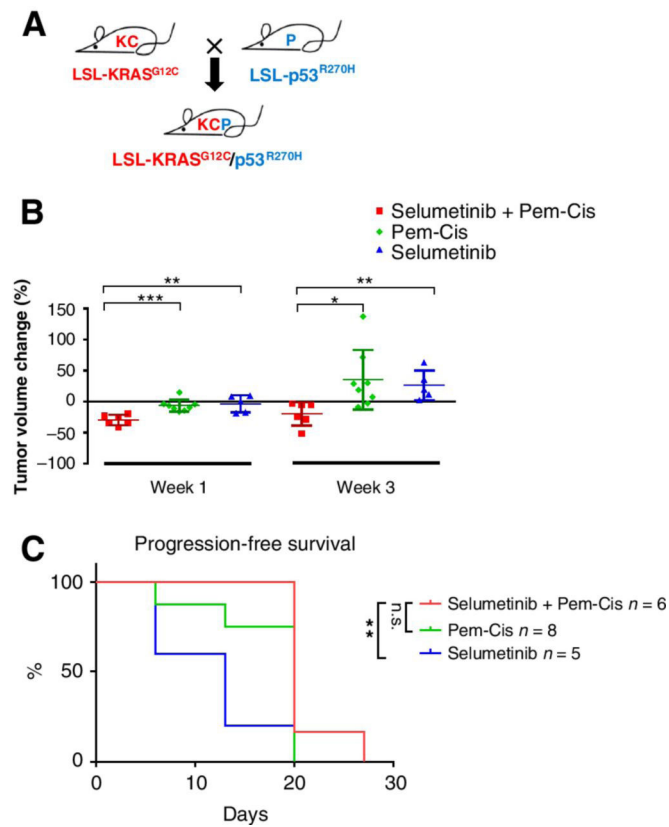 A
KC × P
LSL-KRASG12C LSL-p53R270H
KCP
LSL-KRASG12C/p53R270H
B
Selumetinib + Pem-Cis
Pem-Cis
Selumetinib
Tumor volume change (%)
**
***
**
*
150
100
50
0
−50
−100
Week 1 Week 3
C
Progression-free survival
100
50
0
%
0 10 20 30
Days
Selumetinib + Pem-Cis n = 6
Pem-Cis n = 8
Selumetinib n = 5
n.s.
**